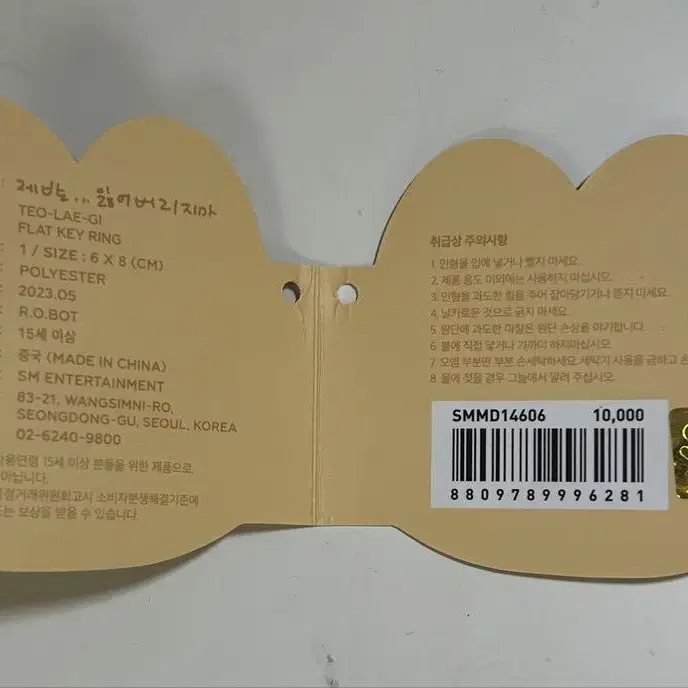 : 제발... 잃어버리지마
TEO-LAE-GI
FLAT KEY RING
: 1 / SIZE : 6 X 8 (CM)
: POLYESTER
: 2023.05
: R.O.BOT
: 15세 이상
: 중국 (MADE IN CHINA)
: SM ENTERTAINMENT
: 83-21, WANGSIMNI-RO,
SEONGDONG-GU, SEOUL, KOREA
02-6240-9800
사용연령 15세 이상 분들을 위한 제품으로,
아닙니다.
공정거래위원회고시 소비자분쟁해결기준에
보상을 받을 수 있습니다.
취급상 주의사항
1. 인형을 입에 넣거나 빨지 마세요.
2. 제품 용도 이외에는 사용하지 마십시오.
3. 인형을 과도한 힘을 주어 잡아당기거나 뜯지 마세요.
4. 날카로운 것으로 긁지 마세요.
5. 원단에 과도한 마찰은 원단 손상을 야기합니다.
6. 불에 직접 닿거나 가까이 하지마십시오.
7. 오염 부분만 부분 손세탁하세요. 세탁기 사용을 금하고
8. 물에 젖을 경우 그늘에서 말려 주십시오.
SMMD14606 10,000
8809789996281